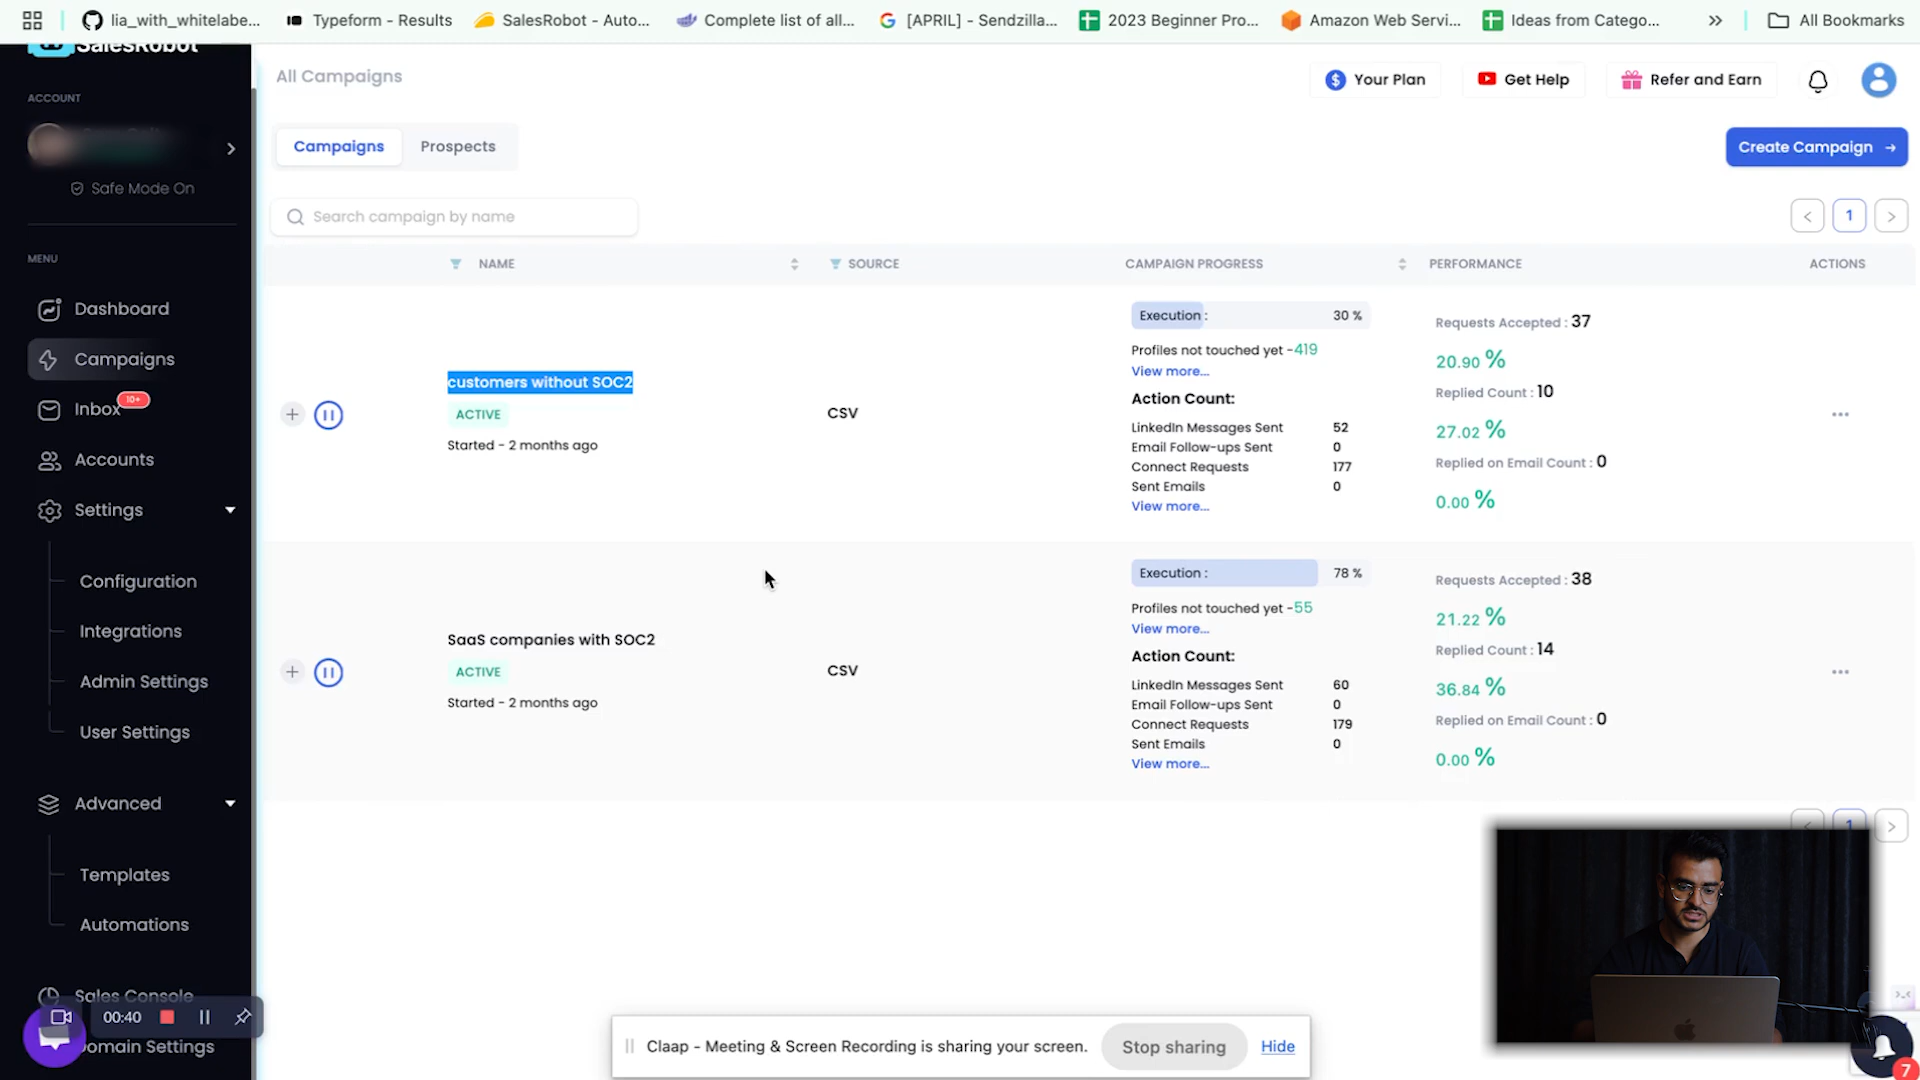 lia_with_whitelabe...
Typeform - Results
SalesRobot - Auto...
Complete list of all...
[APRIL] - Sendzilla...
2023 Beginner Pro...
Amazon Web Servi...
Ideas from Catego...
All Bookmarks
SalesRobot
ACCOUNT
Safe Mode On
MENU
Dashboard
Campaigns
Inbox
10+
Accounts
Settings
Configuration
Integrations
Admin Settings
User Settings
Advanced
Templates
Automations
Sales Console
00:40
Domain Settings
All Campaigns
Your Plan
Get Help
Refer and Earn
Campaigns
Prospects
Create Campaign →
Search campaign by name
< 1 >
NAME
SOURCE
CAMPAIGN PROGRESS
PERFORMANCE
ACTIONS
customers without SOC2
ACTIVE
Started - 2 months ago
CSV
Execution : 30 %
Profiles not touched yet -419
View more...
Action Count:
LinkedIn Messages Sent 52
Email Follow-ups Sent 0
Connect Requests 177
Sent Emails 0
View more...
Requests Accepted : 37
20.90 %
Replied Count : 10
27.02 %
Replied on Email Count : 0
0.00 %
SaaS companies with SOC2
ACTIVE
Started - 2 months ago
CSV
Execution : 78 %
Profiles not touched yet -55
View more...
Action Count:
LinkedIn Messages Sent 60
Email Follow-ups Sent 0
Connect Requests 179
Sent Emails 0
View more...
Requests Accepted : 38
21.22 %
Replied Count : 14
36.84 %
Replied on Email Count : 0
0.00 %
< 1 >
Claap - Meeting & Screen Recording is sharing your screen.
Stop sharing
Hide
7